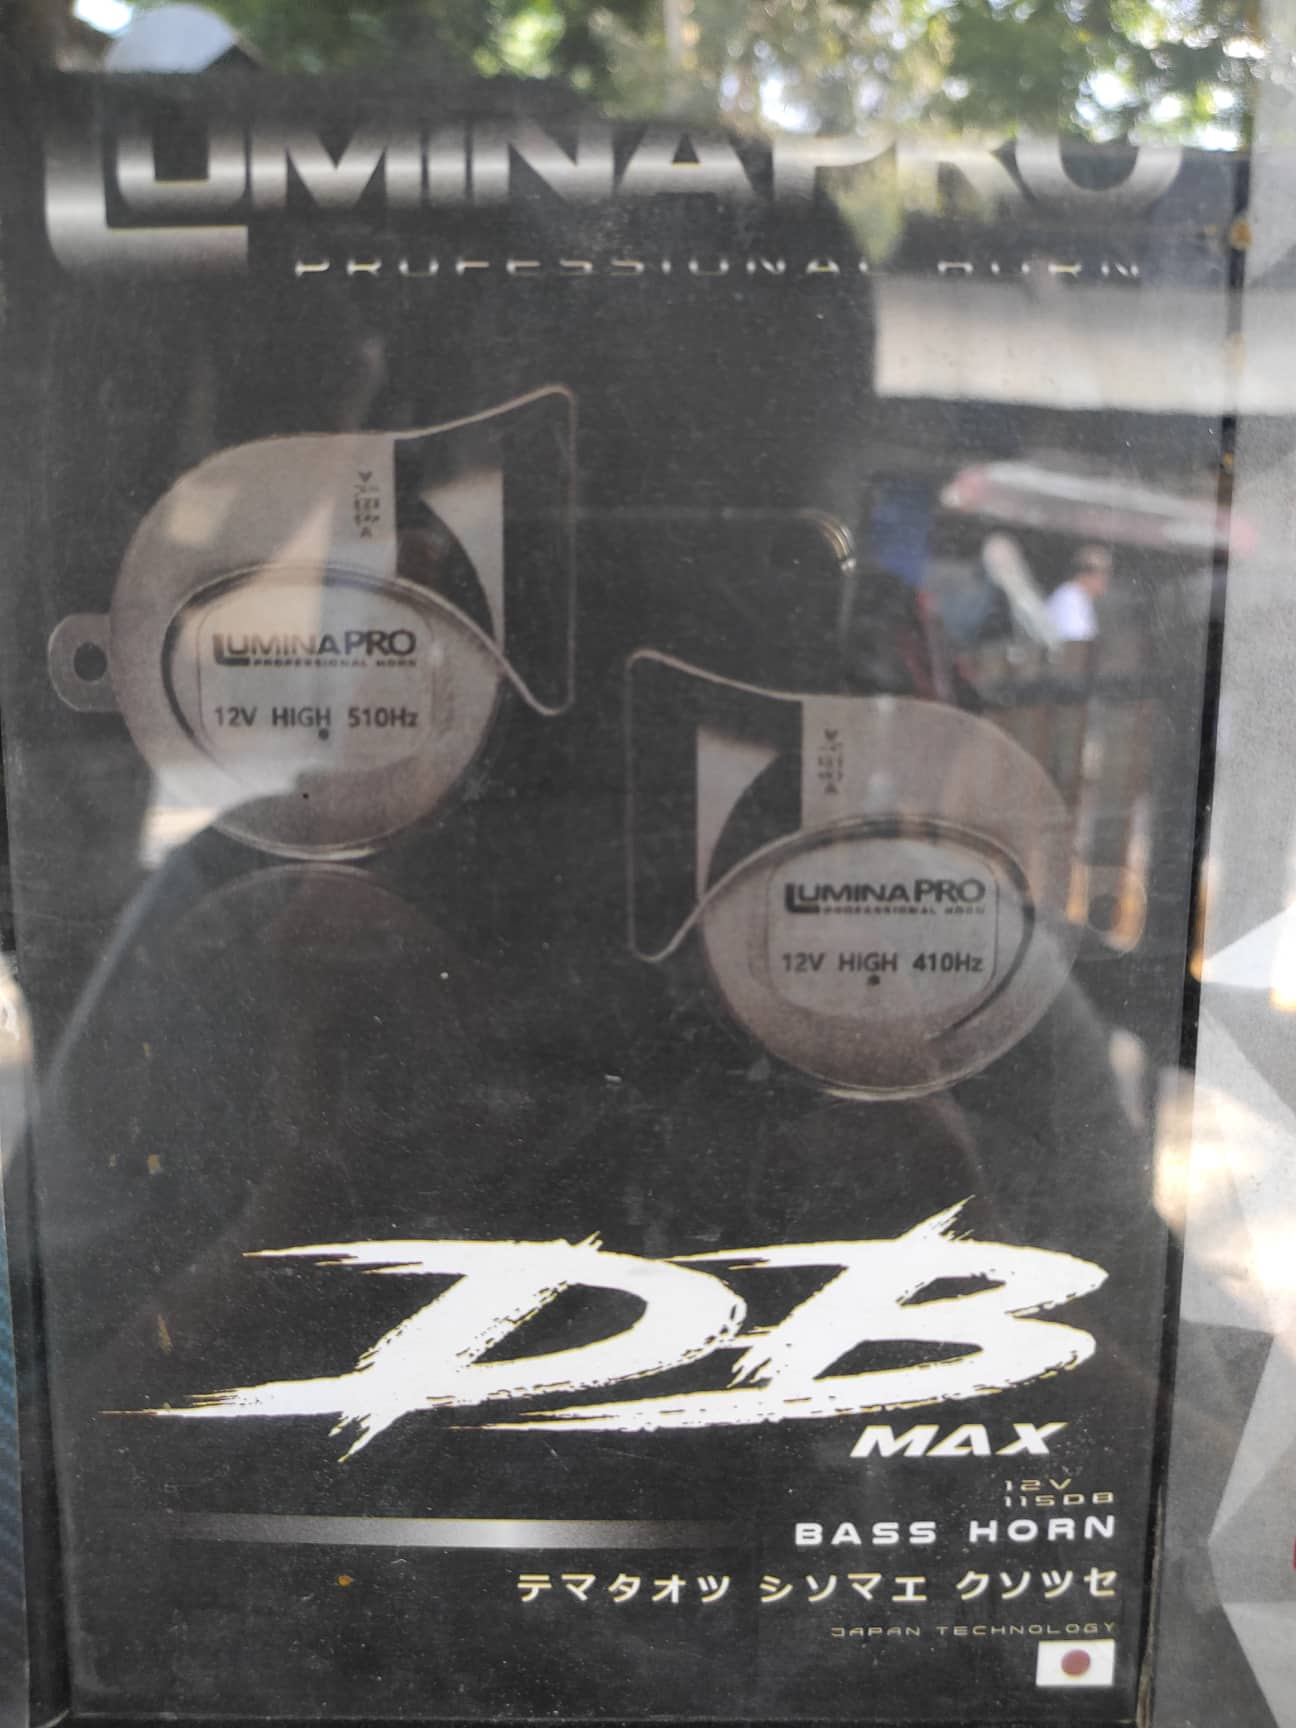 LUMINAPRO
PROFESSIONAL HORN
LUMINAPRO
PROFESSIONAL HORN
12V HIGH 510Hz
LUMINAPRO
PROFESSIONAL HORN
12V HIGH 410Hz
DB
MAX
12V
115DB
BASS HORN
テマタオツ シソマエ クソツセ
JAPAN TECHNOLOGY